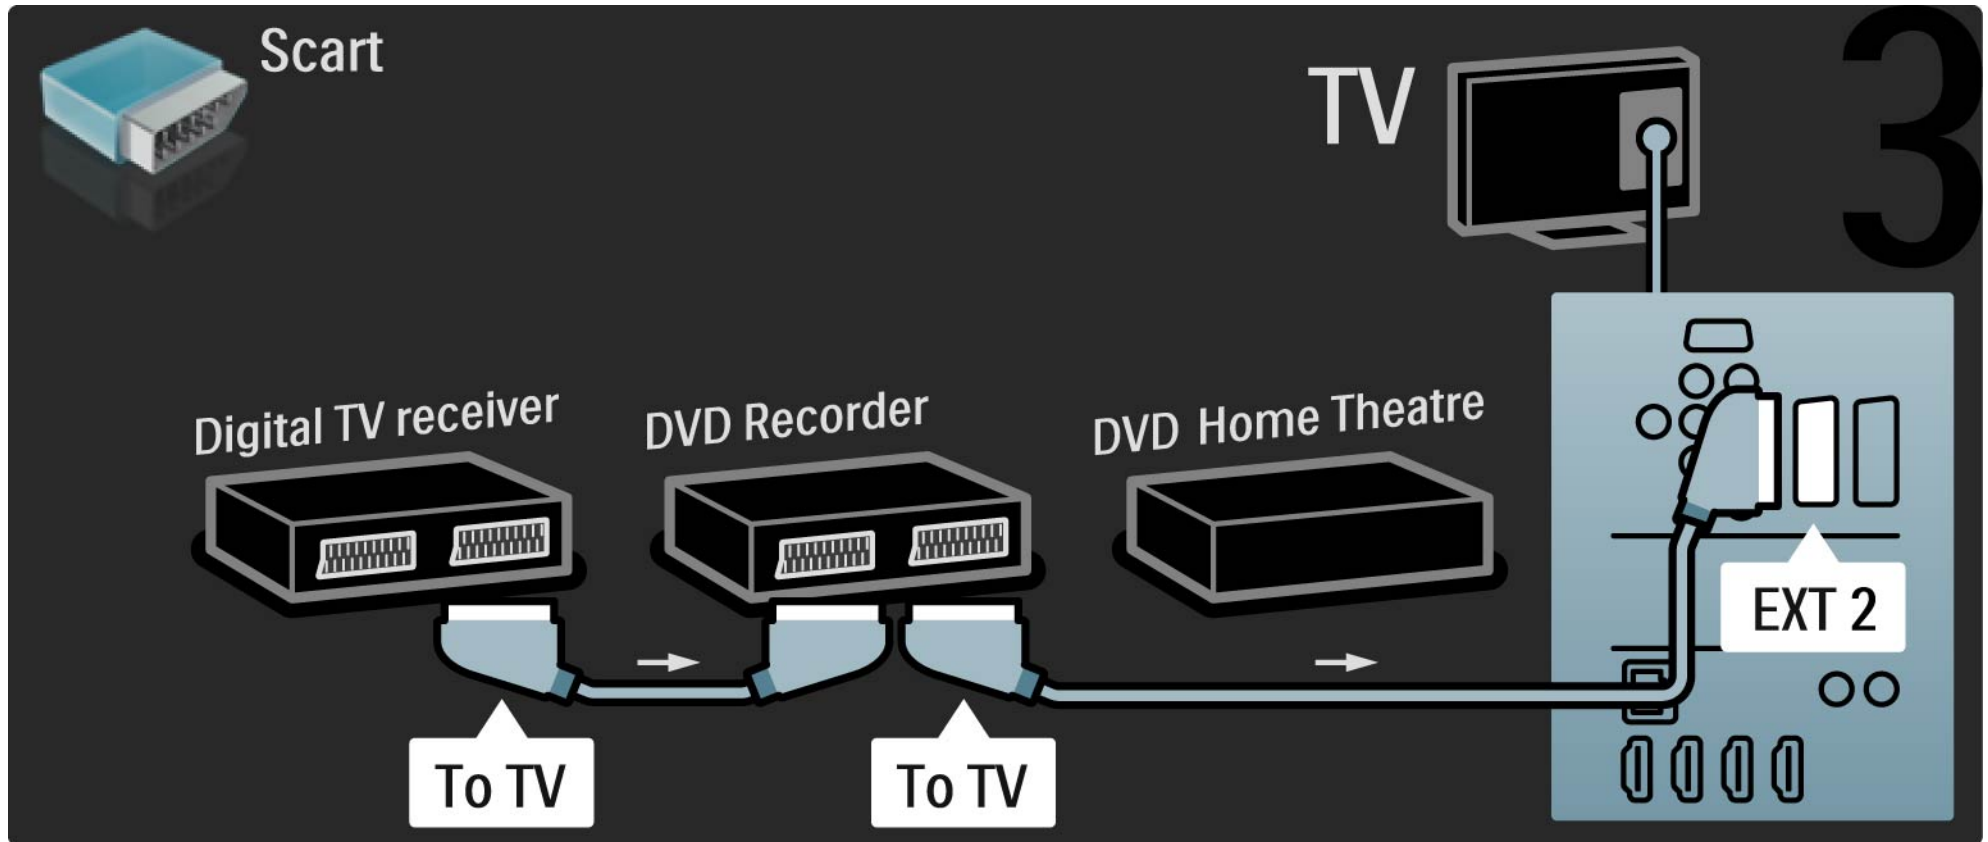 Scart
TV
3
Digital TV receiver
DVD Recorder
DVD Home Theatre
EXT 2
To TV
To TV